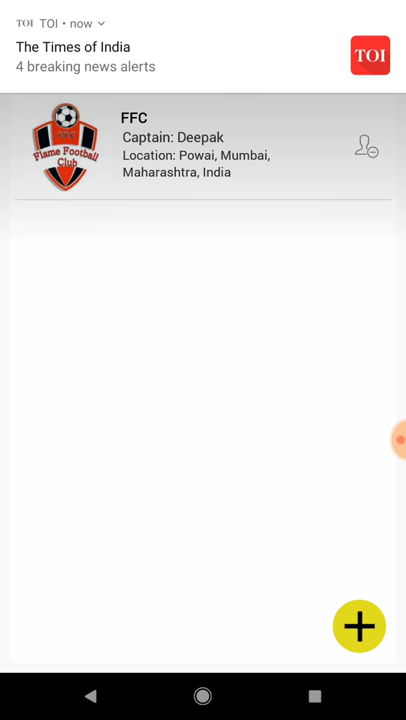 TOI TOI • now
The Times of India
4 breaking news alerts
TOI
FFC
Captain: Deepak
Location: Powai, Mumbai,
Maharashtra, India
FFC
Flame Football
Club